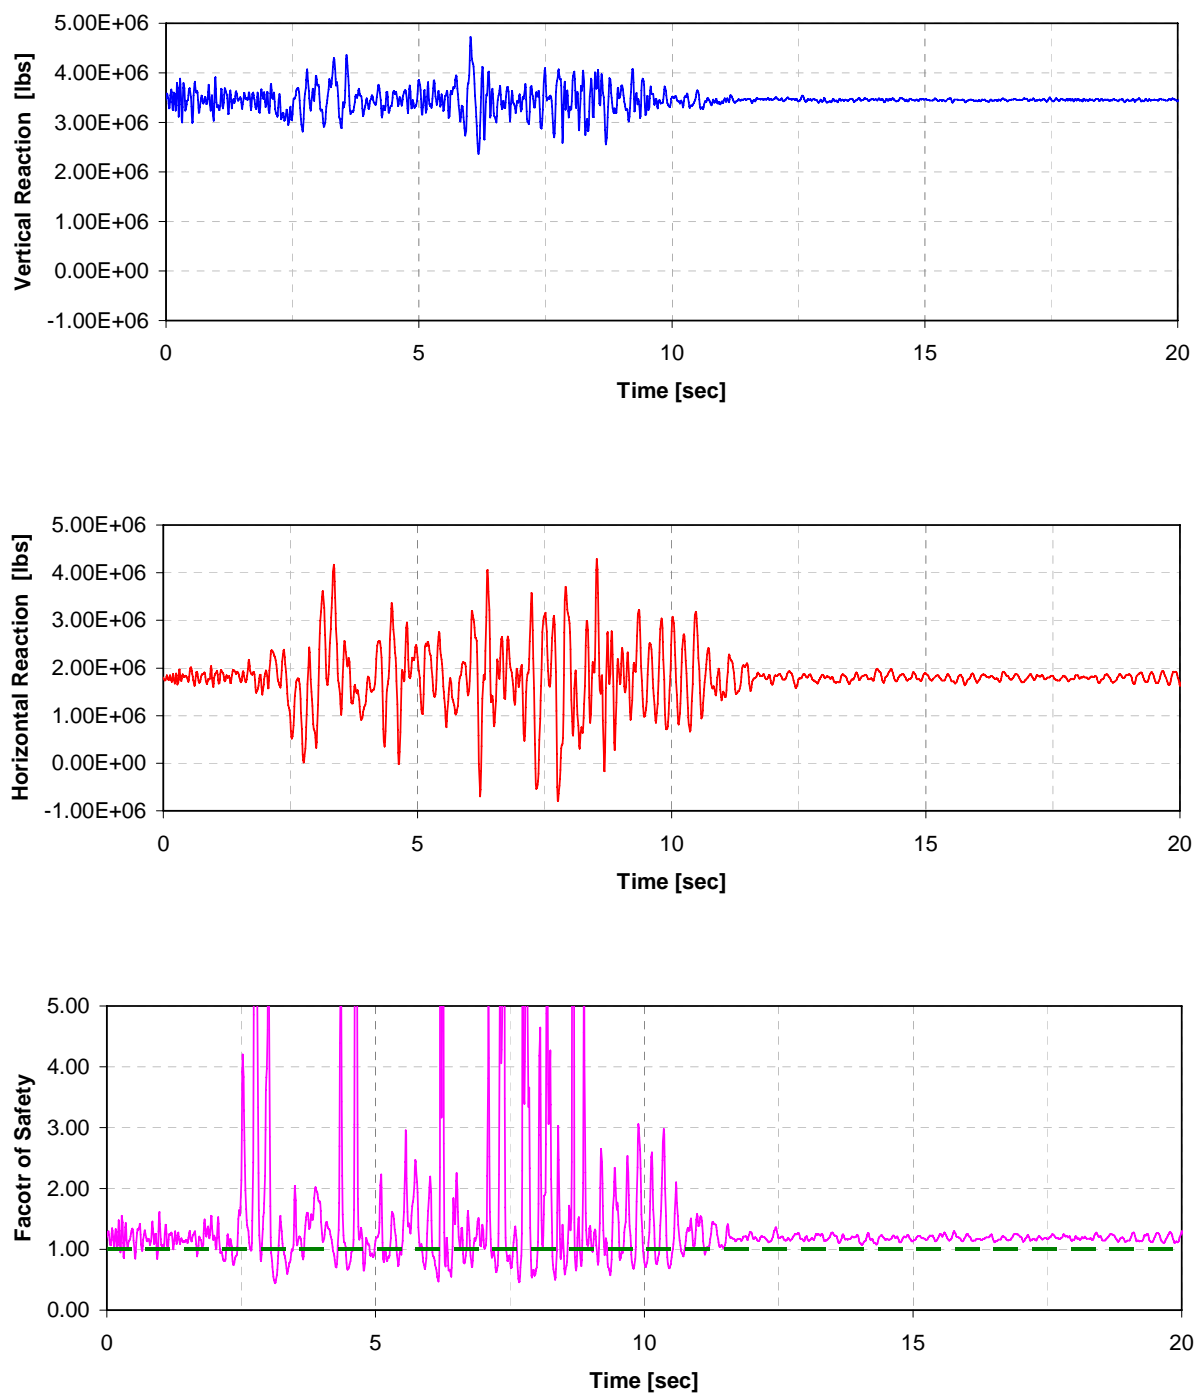 5.00E+06
4.00E+06
3.00E+06
2.00E+06
1.00E+06
0.00E+00
-1.00E+06
Vertical Reaction [lbs]
0 5 10 15 20
Time [sec]
5.00E+06
4.00E+06
3.00E+06
2.00E+06
1.00E+06
0.00E+00
-1.00E+06
Horizontal Reaction [lbs]
0 5 10 15 20
Time [sec]
5.00
4.00
3.00
2.00
1.00
0.00
Facotr of Safety
0 5 10 15 20
Time [sec]